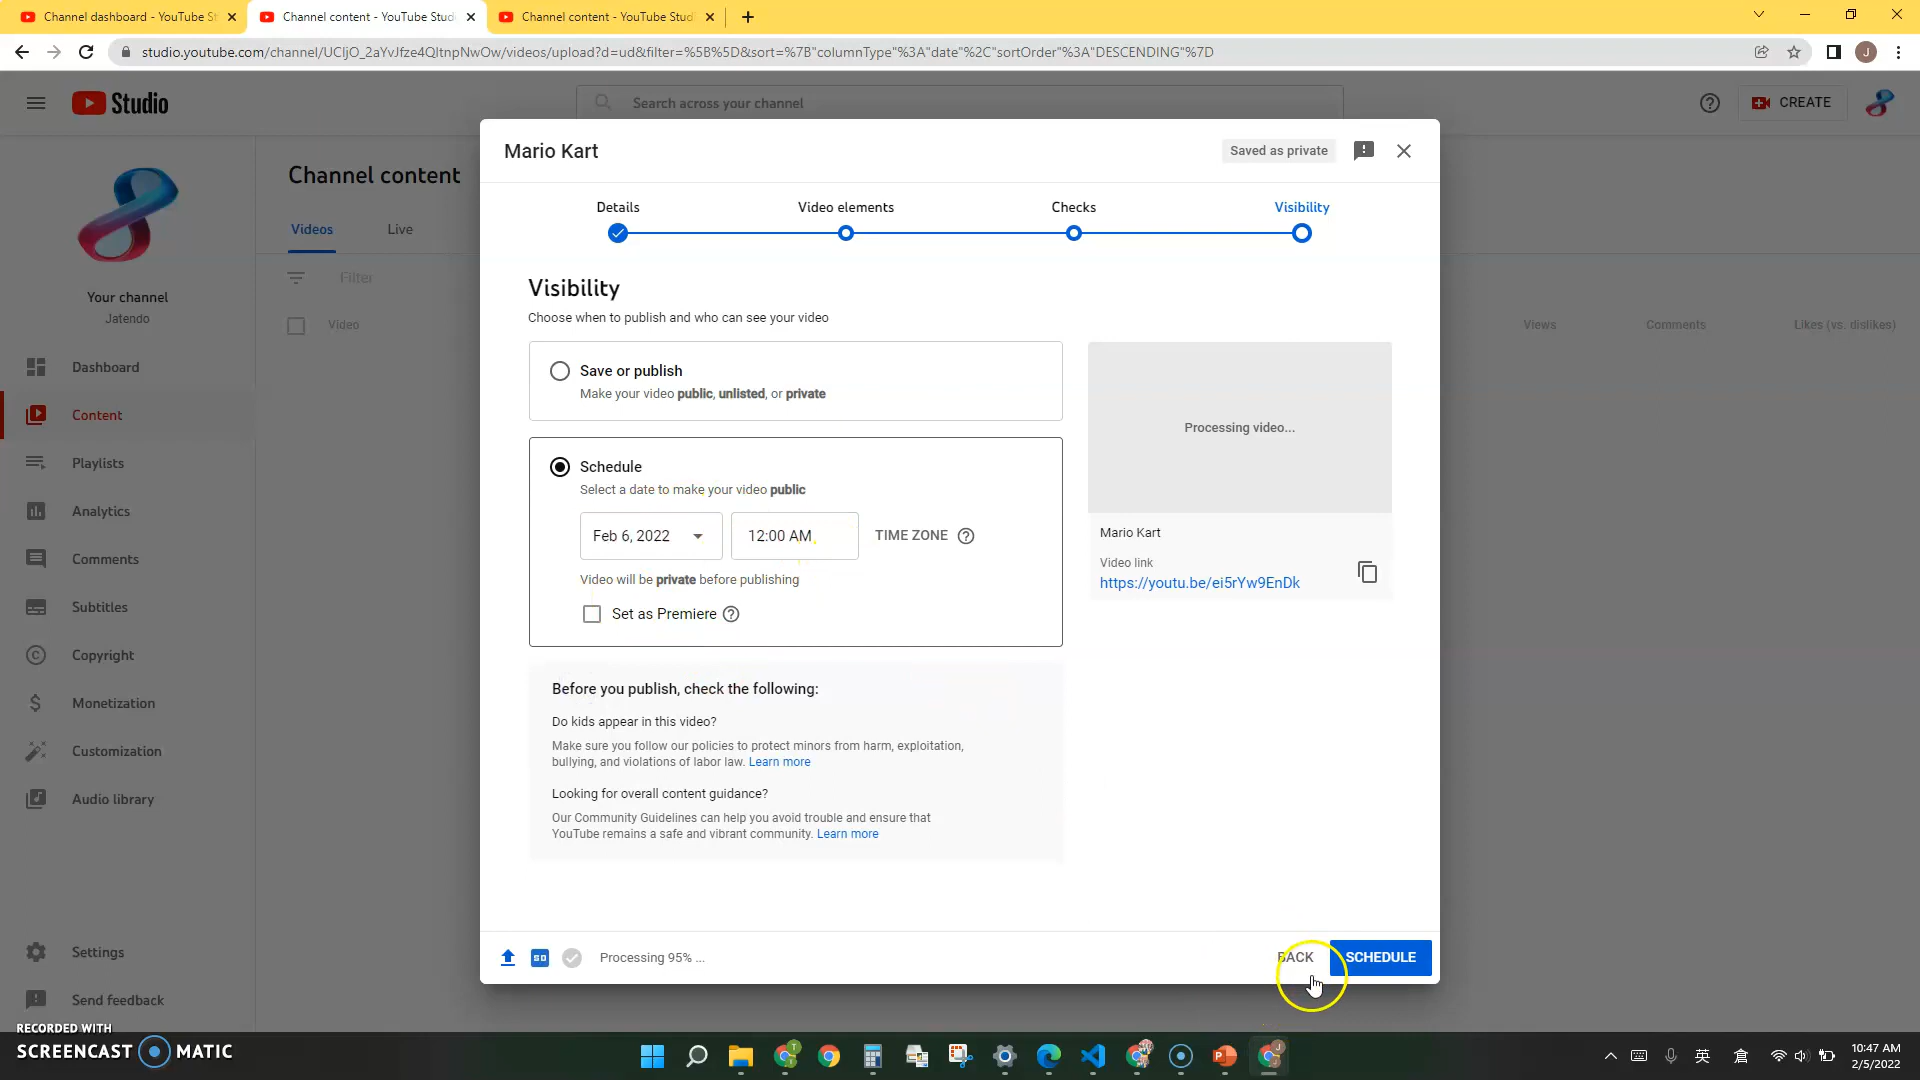 Channel dashboard - YouTube St
Channel content - YouTube Studi
Channel content - YouTube Studi
studio.youtube.com/channel/UCIjO_2aYvJfze4QltnpNwOw/videos/upload?d=ud&filter=%5B%5D&sort=%7B"columnType"%3A"date"%2C"sortOrder"%3A"DESCENDING"%7D
J
Studio
Search across your channel
CREATE
Your channel
Jatendo
Dashboard
Content
Playlists
Analytics
Comments
Subtitles
Copyright
Monetization
Customization
Audio library
Settings
Send feedback
Channel content
Videos
Live
Filter
Video
Views
Comments
Likes (vs. dislikes)
Mario Kart
Saved as private
Details
Video elements
Checks
Visibility
Visibility
Choose when to publish and who can see your video
Save or publish
Make your video public, unlisted, or private
Schedule
Select a date to make your video public
Feb 6, 2022
12:00 AM
TIME ZONE
Video will be private before publishing
Set as Premiere
Before you publish, check the following:
Do kids appear in this video?
Make sure you follow our policies to protect minors from harm, exploitation,
bullying, and violations of labor law. Learn more
Looking for overall content guidance?
Our Community Guidelines can help you avoid trouble and ensure that
YouTube remains a safe and vibrant community. Learn more
Processing video...
Mario Kart
Video link
https://youtu.be/ei5rYw9EnDk
SD
Processing 95% ...
BACK
SCHEDULE
RECORDED WITH
SCREENCAST MATIC
英
倉
10:47 AM
2/5/2022